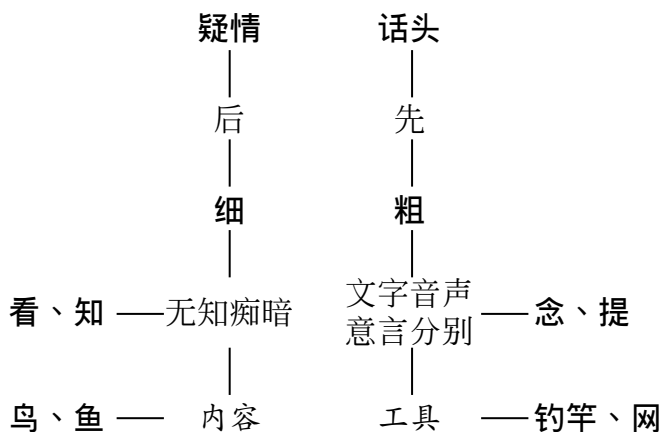 疑情 话头
后 先
细 粗
看、知 无知痴暗 文字音声
意言分别 念、提
鸟、鱼 内容 工具 钓竿、网